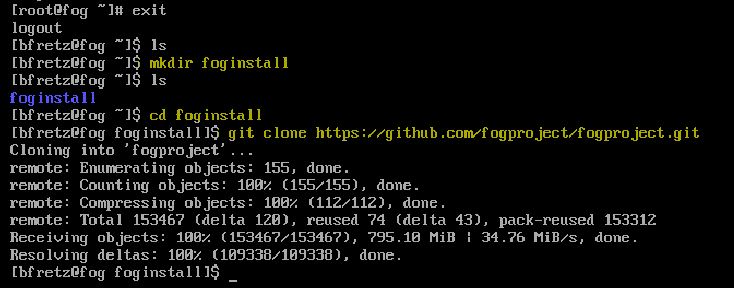 [root@fog ~]# exit
logout
[bfretz@fog ~]$ ls
[bfretz@fog ~]$ mkdir foginstall
[bfretz@fog ~]$ ls
foginstall
[bfretz@fog ~]$ cd foginstall
[bfretz@fog foginstall]$ git clone https://github.com/fogproject/fogproject.git
Cloning into 'fogproject'...
remote: Enumerating objects: 155, done.
remote: Counting objects: 100% (155/155), done.
remote: Compressing objects: 100% (112/112), done.
remote: Total 153467 (delta 120), reused 74 (delta 43), pack-reused 153312
Receiving objects: 100% (153467/153467), 795.10 MiB | 34.76 MiB/s, done.
Resolving deltas: 100% (109338/109338), done.
[bfretz@fog foginstall]$ _